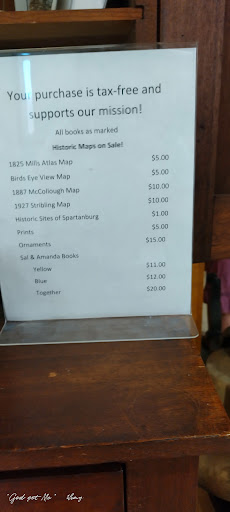 Your purchase is tax-free and
supports our mission!
All books as marked
Historic Maps on Sale!
1825 Mills Atlas Map $5.00
Birds Eye View Map $5.00
1887 McCollough Map $10.00
1927 Stribling Map $10.00
Historic Sites of Spartanburg $1.00
Prints $5.00
Ornaments $15.00
Sal & Amanda Books
Yellow $11.00
Blue $12.00
Together $20.00
"God got Me"